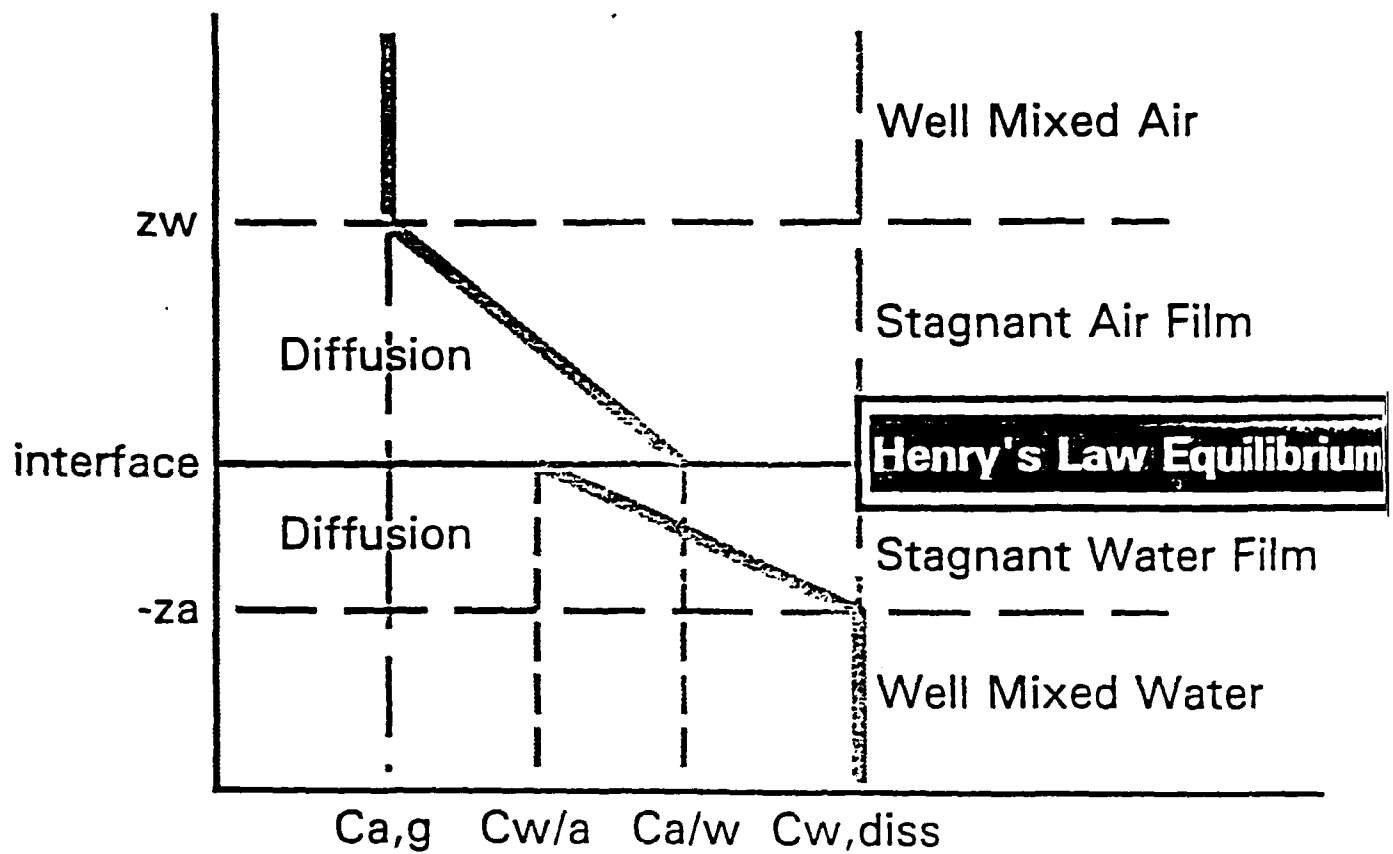 Well Mixed Air
zw
Stagnant Air Film
Diffusion
interface
Henry's Law Equilibrium
Diffusion
Stagnant Water Film
-za
Well Mixed Water
Ca,g Cw/a Ca/w Cw,diss